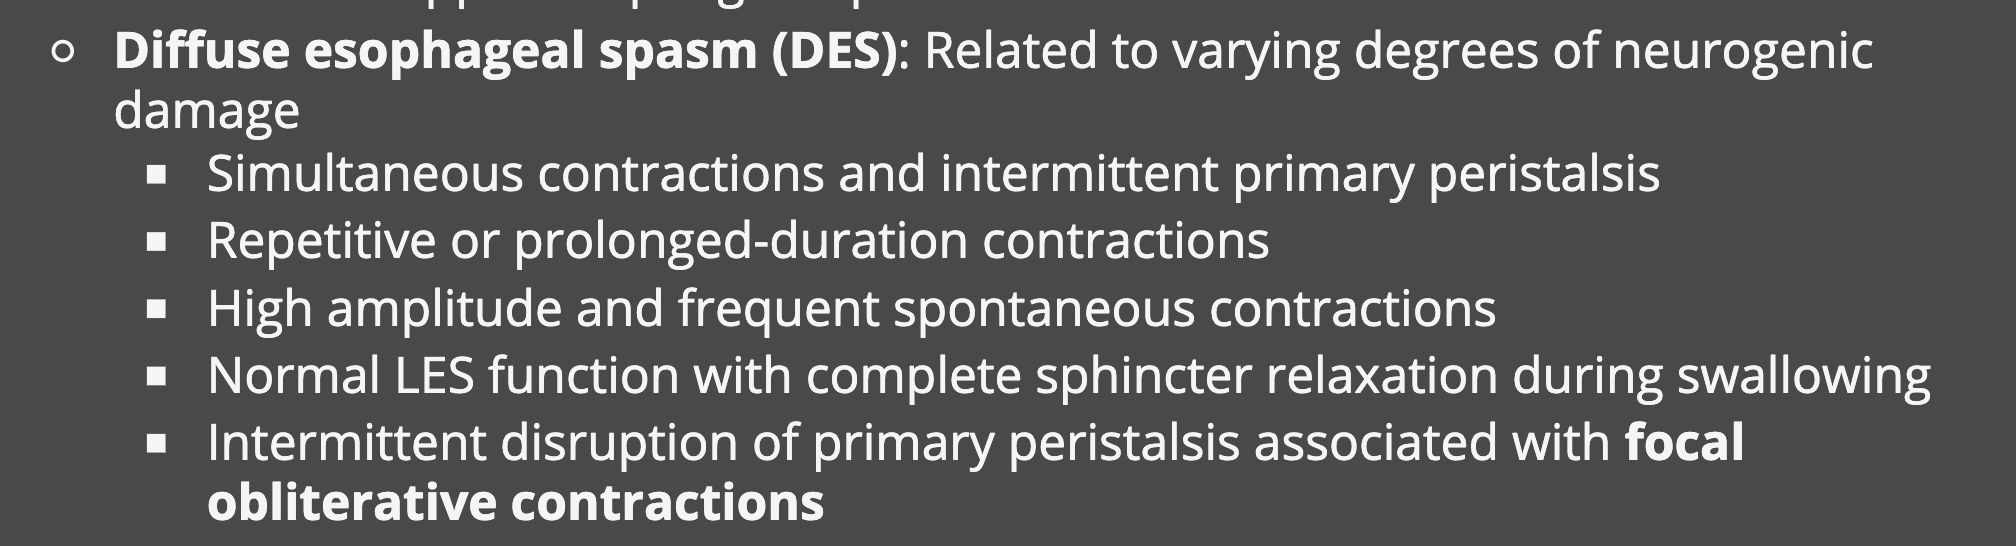 Diffuse esophageal spasm (DES): Related to varying degrees of neurogenic
damage
Simultaneous contractions and intermittent primary peristalsis
Repetitive or prolonged-duration contractions
High amplitude and frequent spontaneous contractions
Normal LES function with complete sphincter relaxation during swallowing
Intermittent disruption of primary peristalsis associated with focal
obliterative contractions